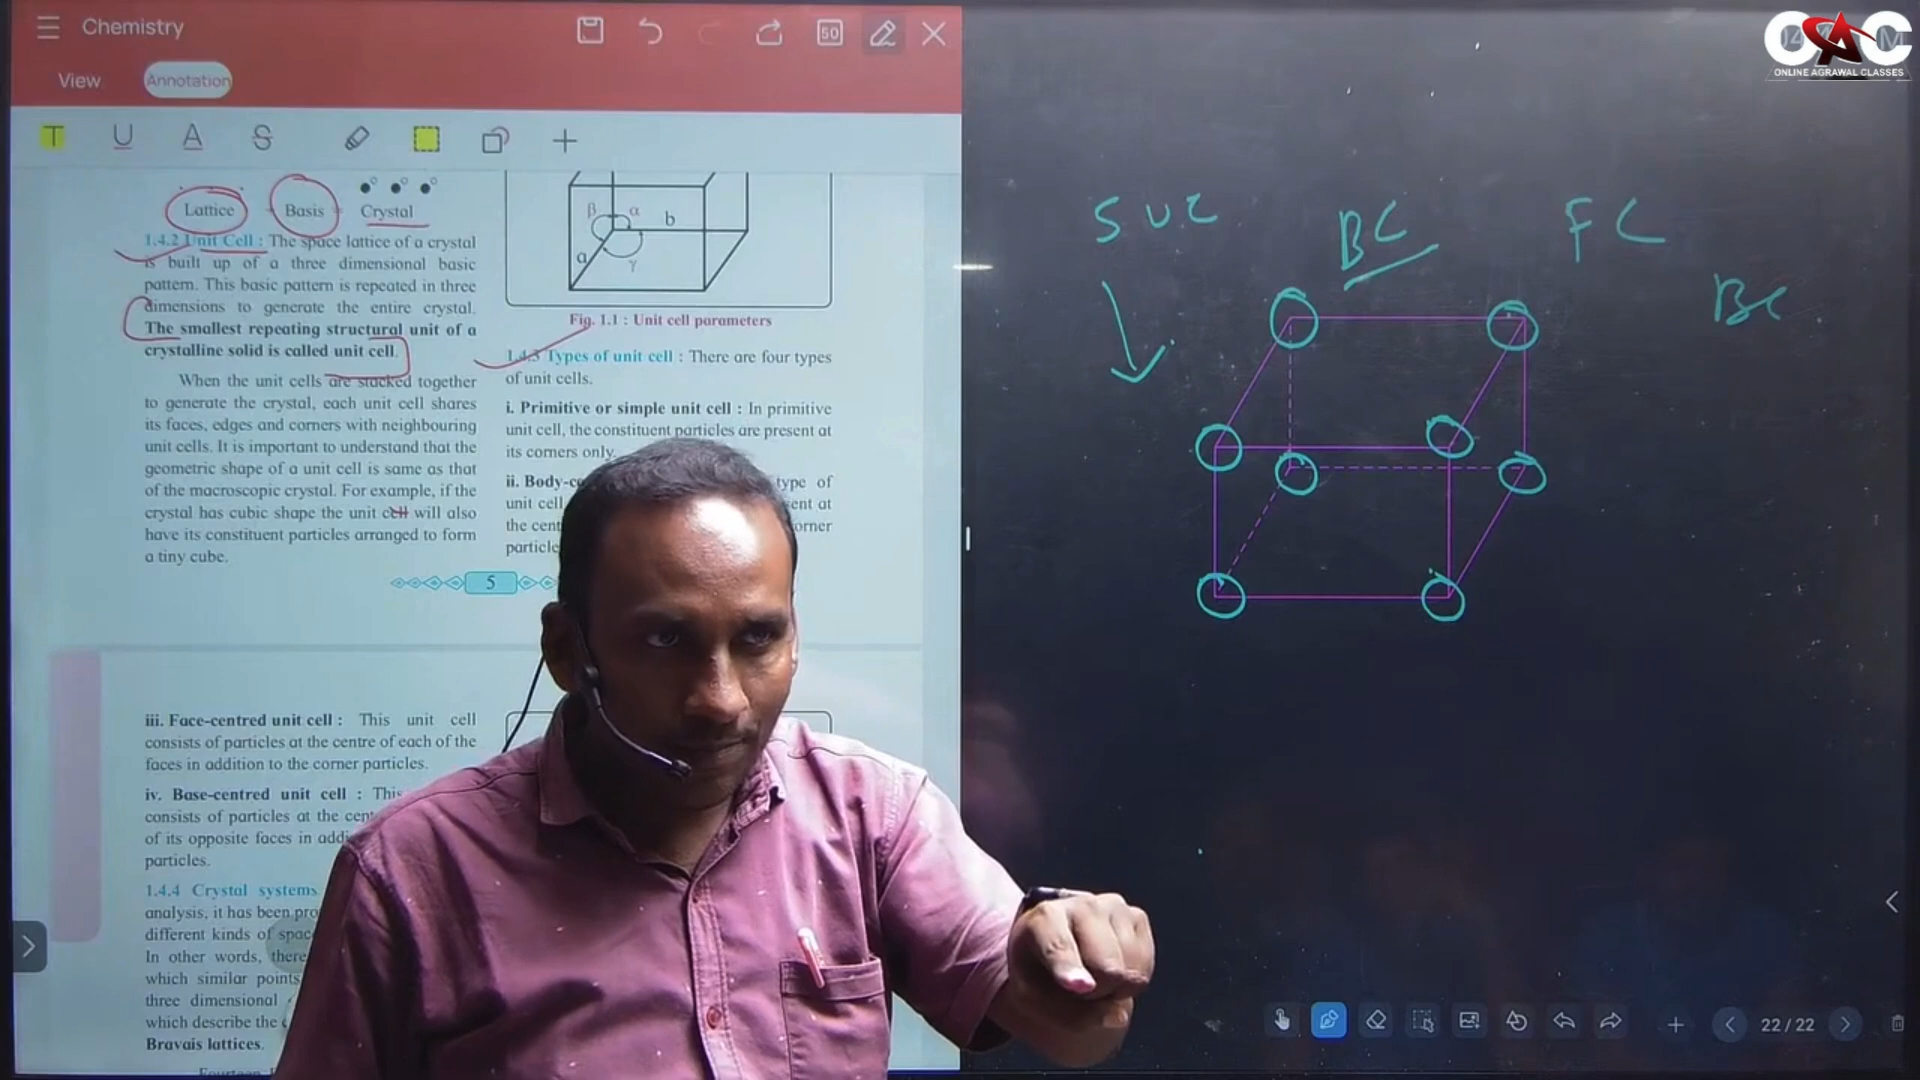 Chemistry
50
View
Annotation
T U A S
Lattice Basis Crystal
1.4.2 Unit Cell : The space lattice of a crystal
is built up of a three dimensional basic
pattern. This basic pattern is repeated in three
dimensions to generate the entire crystal.
The smallest repeating structural unit of a
crystalline solid is called unit cell.
When the unit cells are stacked together
to generate the crystal, each unit cell shares
its faces, edges and corners with neighbouring
unit cells. It is important to understand that the
geometric shape of a unit cell is same as that
of the macroscopic crystal. For example, if the
crystal has cubic shape the unit cell will also
have its constituent particles arranged to form
a tiny cube.
β α b
a γ
Fig. 1.1 : Unit cell parameters
1.4.3 Types of unit cell : There are four types
of unit cells.
i. Primitive or simple unit cell : In primitive
unit cell, the constituent particles are present at
its corners only.
ii. Body-ce type of
unit cell ent at
the cent orner
particle
5
iii. Face-centred unit cell : This unit cell
consists of particles at the centre of each of the
faces in addition to the corner particles.
iv. Base-centred unit cell : This
consists of particles at the cent
of its opposite faces in addi
particles.
1.4.4 Crystal systems
analysis, it has been pro
different kinds of spac
In other words, there
which similar points
three dimensional
which describe the
Bravais lattices.
Fourteen
SUC BC FC
BC
OAC
ONLINE AGRAWAL CLASSES
22/22